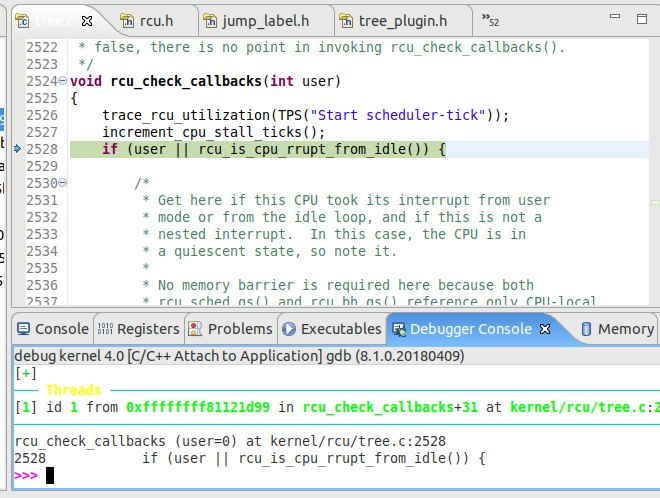 tree.c rcu.h jump_label.h tree_plugin.h »52
2522 * false, there is no point in invoking rcu_check_callbacks().
2523 */
2524 void rcu_check_callbacks(int user)
2525 {
2526 trace_rcu_utilization(TPS("Start scheduler-tick"));
2527 increment_cpu_stall_ticks();
2528 if (user || rcu_is_cpu_rrupt_from_idle()) {
2529
2530 /*
2531 * Get here if this CPU took its interrupt from user
2532 * mode or from the idle loop, and if this is not a
2533 * nested interrupt.  In this case, the CPU is in
2534 * a quiescent state, so note it.
2535 *
2536 * No memory barrier is required here because both
2537 * rcu_sched_qs() and rcu_bh_qs() reference only CPU-local
Console Registers Problems Executables Debugger Console Memory
debug kernel 4.0 [C/C++ Attach to Application] gdb (8.1.0.20180409)
[+]
Threads
[1] id 1 from 0xffffffff81121d99 in rcu_check_callbacks+31 at kernel/rcu/tree.c:2
rcu_check_callbacks (user=0) at kernel/rcu/tree.c:2528
2528 if (user || rcu_is_cpu_rrupt_from_idle()) {
>>>